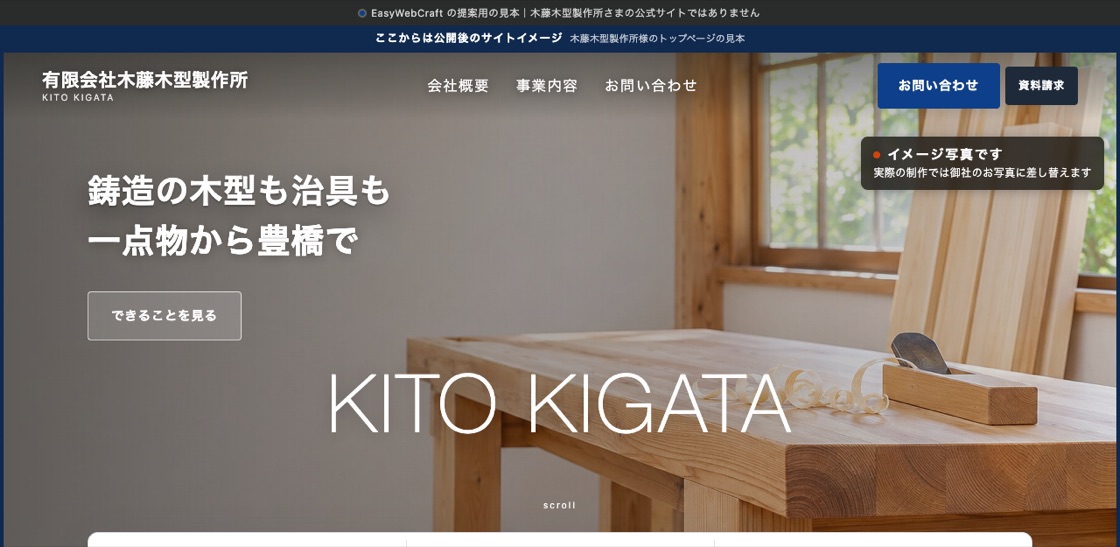 EasyWebCraft の提案用の見本｜木藤木型製作所さまの公式サイトではありません
ここからは公開後のサイトイメージ 木藤木型製作所様のトップページの見本
有限会社木藤木型製作所
KITO KIGATA
会社概要 事業内容 お問い合わせ
お問い合わせ
資料請求
イメージ写真です
実際の制作では御社のお写真に差し替えます
鋳造の木型も治具も
一点物から豊橋で
できることを見る
KITO KIGATA
scroll